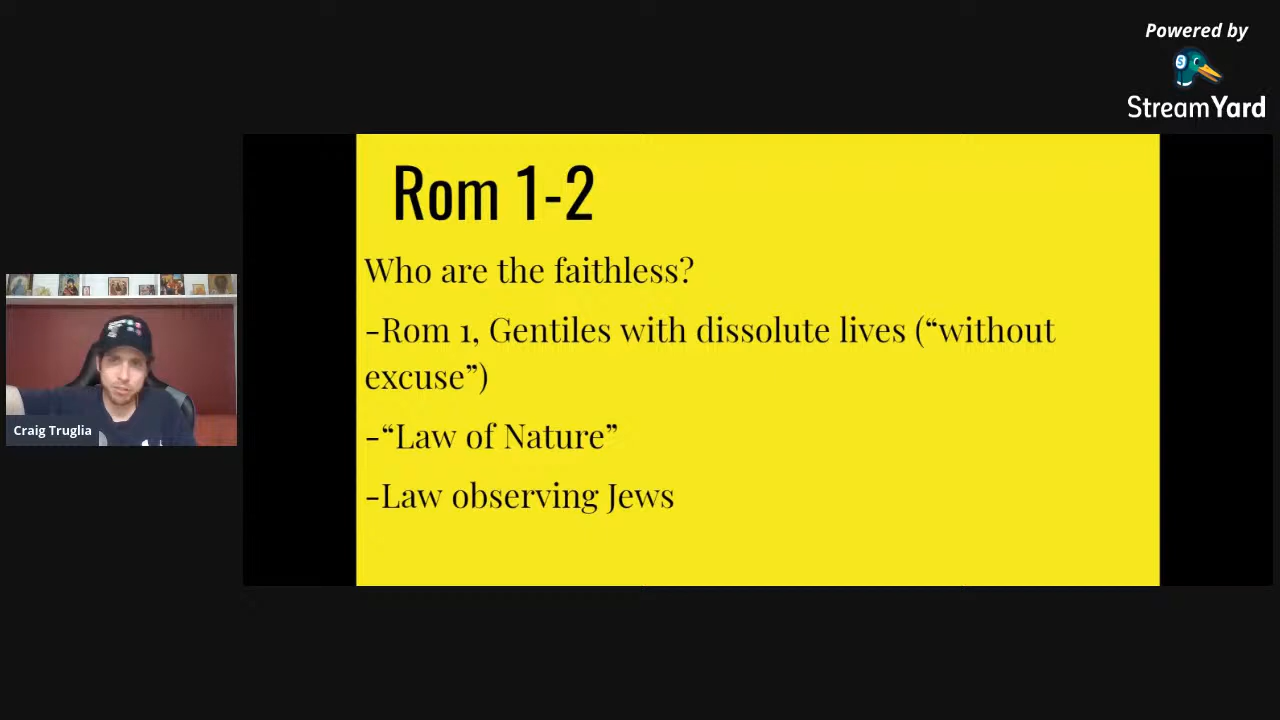 Powered by
StreamYard
Rom 1-2
Who are the faithless?
-Rom 1, Gentiles with dissolute lives (“without
excuse”)
-“Law of Nature”
-Law observing Jews
Craig Truglia